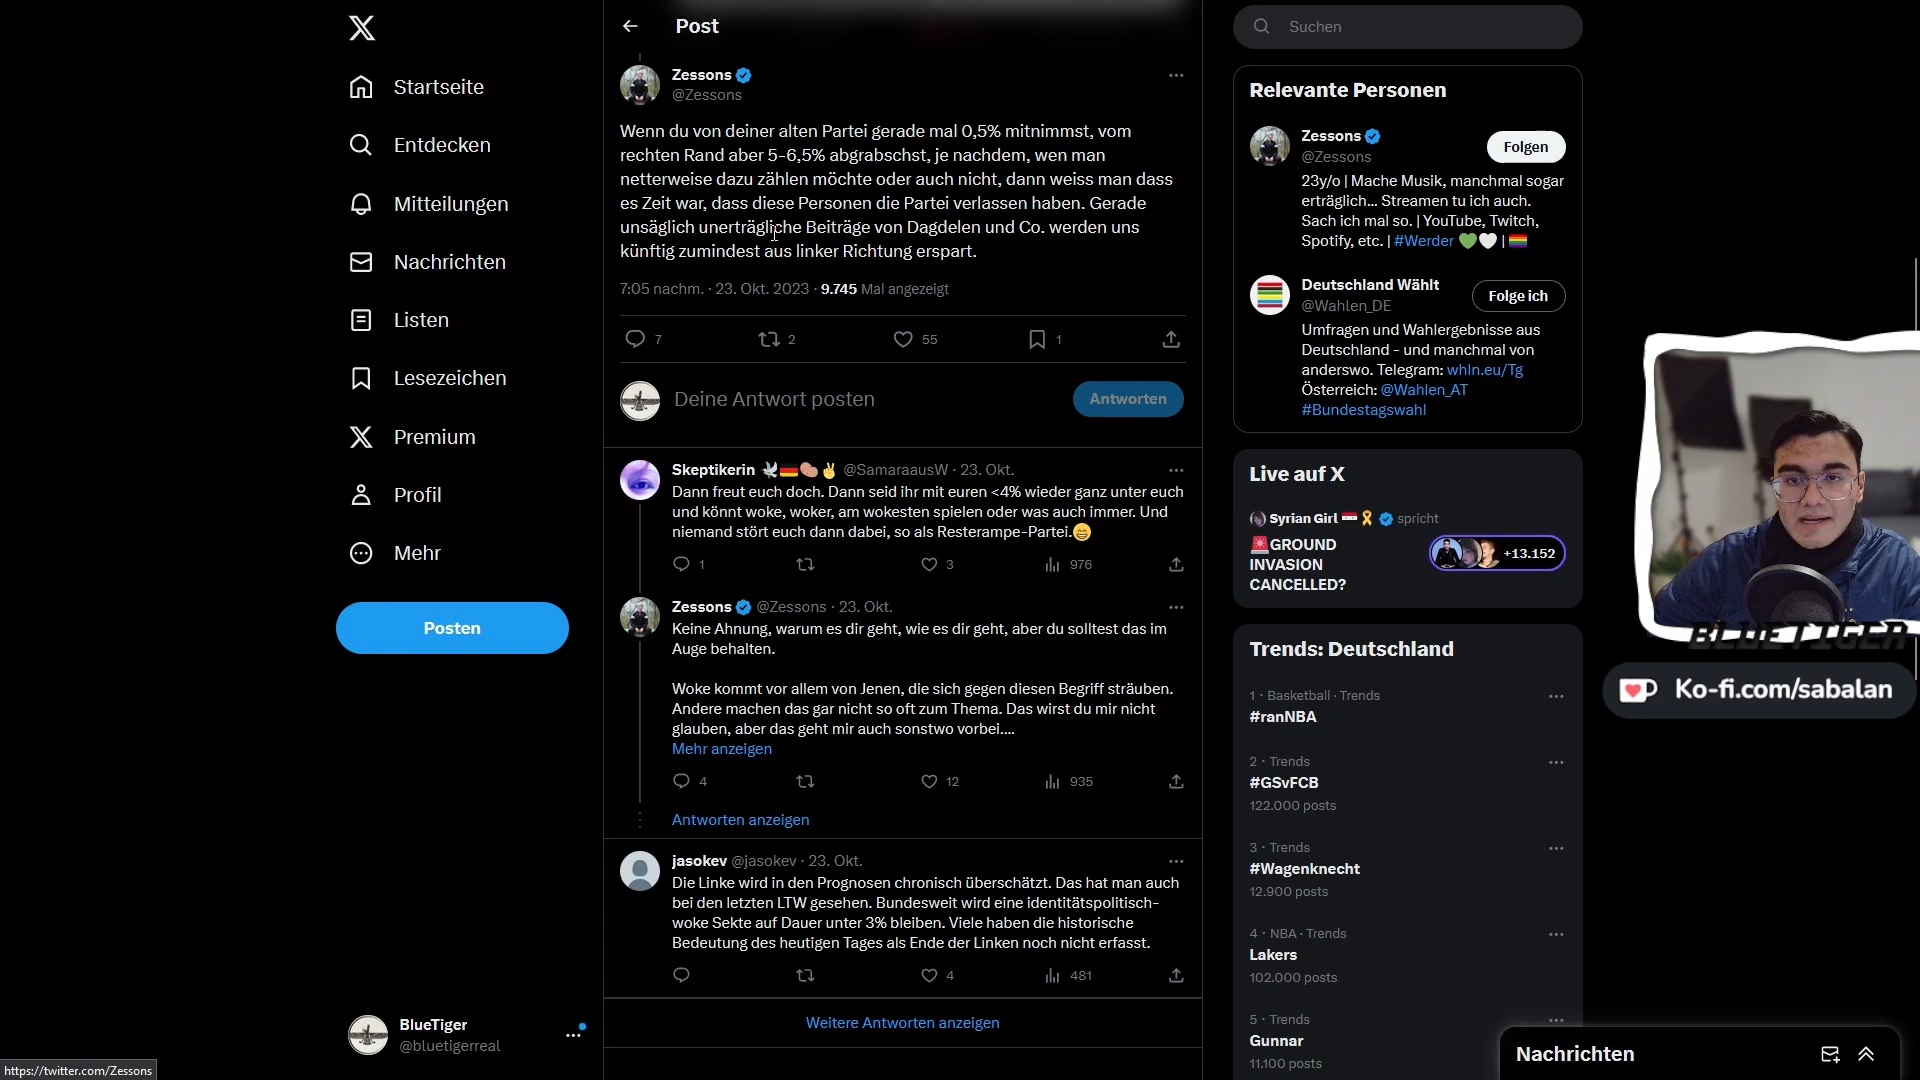 Startseite
Entdecken
Mitteilungen
Nachrichten
Listen
Lesezeichen
Premium
Profil
Mehr
Posten
BlueTiger
@bluetigerreal
https://twitter.com/Zessons
Post
Zessons
@Zessons
Wenn du von deiner alten Partei gerade mal 0,5% mitnimmst, vom
rechten Rand aber 5-6,5% abgrabschst, je nachdem, wen man
netterweise dazu zählen möchte oder auch nicht, dann weiss man dass
es Zeit war, dass diese Personen die Partei verlassen haben. Gerade
unsäglich unerträgliche Beiträge von Dagdelen und Co. werden uns
künftig zumindest aus linker Richtung erspart.
7:05 nachm. · 23. Okt. 2023 · 9.745 Mal angezeigt
7 2 55 1
Deine Antwort posten
Antworten
Skeptikerin @SamaraausW · 23. Okt.
Dann freut euch doch. Dann seid ihr mit euren <4% wieder ganz unter euch
und könnt woke, woker, am wokesten spielen oder was auch immer. Und
niemand stört euch dann dabei, so als Resterampe-Partei.
1 3 976
Zessons @Zessons · 23. Okt.
Keine Ahnung, warum es dir geht, wie es dir geht, aber du solltest das im
Auge behalten.
Woke kommt vor allem von Jenen, die sich gegen diesen Begriff sträuben.
Andere machen das gar nicht so oft zum Thema. Das wirst du mir nicht
glauben, aber das geht mir auch sonstwo vorbei....
Mehr anzeigen
4 12 935
Antworten anzeigen
jasokev @jasokev · 23. Okt.
Die Linke wird in den Prognosen chronisch überschätzt. Das hat man auch
bei den letzten LTW gesehen. Bundesweit wird eine identitätspolitisch-
woke Sekte auf Dauer unter 3% bleiben. Viele haben die historische
Bedeutung des heutigen Tages als Ende der Linken noch nicht erfasst.
4 481
Weitere Antworten anzeigen
Suchen
Relevante Personen
Zessons
@Zessons
Folgen
23y/o | Mache Musik, manchmal sogar
erträglich... Streamen tu ich auch.
Sach ich mal so. | YouTube, Twitch,
Spotify, etc. | #Werder |
Deutschland Wählt
@Wahlen_DE
Folge ich
Umfragen und Wahlergebnisse aus
Deutschland - und manchmal von
anderswo. Telegram: whln.eu/Tg
Österreich: @Wahlen_AT
#Bundestagswahl
Live auf X
Syrian Girl spricht
GROUND
INVASION
CANCELLED?
+13.152
Trends: Deutschland
1 · Basketball · Trends
#ranNBA
2 · Trends
#GSvFCB
122.000 posts
3 · Trends
#Wagenknecht
12.900 posts
4 · NBA · Trends
Lakers
102.000 posts
5 · Trends
Gunnar
11.100 posts
Nachrichten
BLUETIGER
Ko-fi.com/sabalan